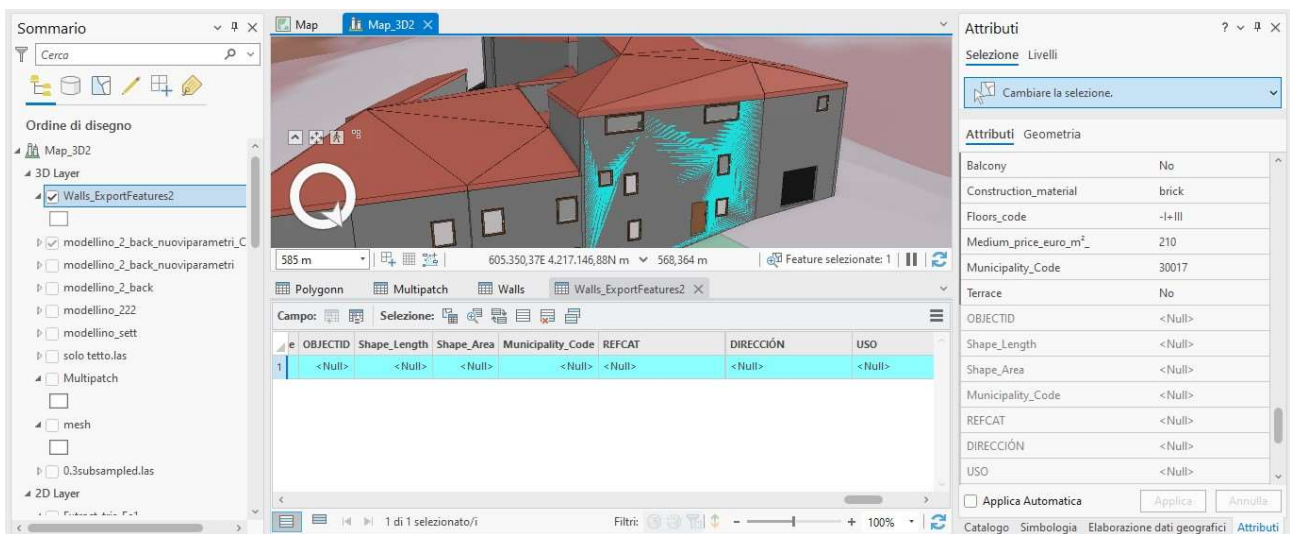 Sommario
Cerca
Ordine di disegno
Map_3D2
3D Layer
Walls_ExportFeatures2
modellino_2_back_nuoviparametri_C
modellino_2_back_nuoviparametri
modellino_2_back
modellino_222
modellino_sett
solo tetto.las
Multipatch
mesh
0.3subsampled.las
2D Layer
Map Map_3D2
585 m 605.350,37E 4.217.146,88N m 568,364 m Feature selezionate: 1
Polygonn Multipatch Walls Walls_ExportFeatures2
Campo: Selezione:
e OBJECTID Shape_Length Shape_Area Municipality_Code REFCAT DIRECCIÓN USO
1 <Null> <Null> <Null> <Null> <Null> <Null> <Null>
1 di 1 selezionato/i Filtri: - + 100%
Attributi ?
Selezione Livelli
Cambiare la selezione.
Attributi Geometria
Balcony No
Construction_material brick
Floors_code -I+III
Medium_price_euro_m²_ 210
Municipality_Code 30017
Terrace No
OBJECTID <Null>
Shape_Length <Null>
Shape_Area <Null>
Municipality_Code <Null>
REFCAT <Null>
DIRECCIÓN <Null>
USO <Null>
Applica Automatica Applica Annulla
Catalogo Simbologia Elaborazione dati geografici Attributi